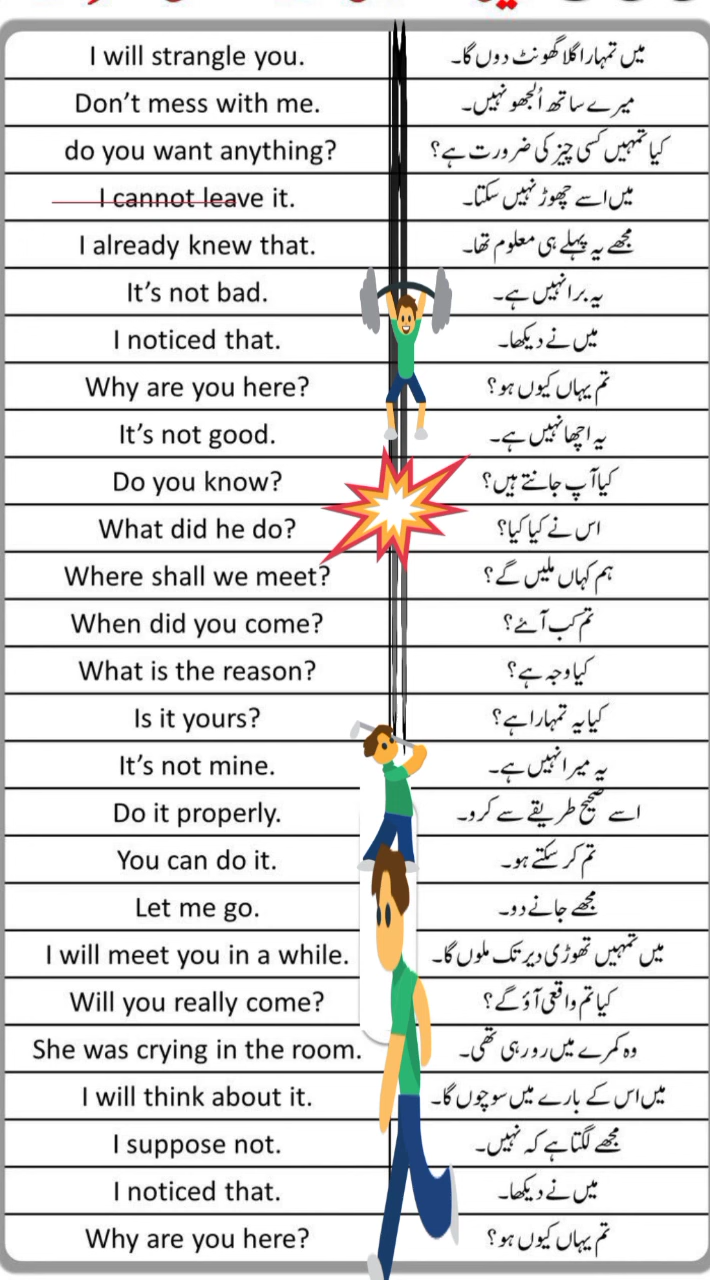 I will strangle you. میں تمہارا گلا گھونٹ دوں گا۔
Don't mess with me. میرے ساتھ اُلجھو نہیں۔
do you want anything? کیا تمہیں کسی چیز کی ضرورت ہے؟
I cannot leave it. میں اسے چھوڑ نہیں سکتا۔
I already knew that. مجھے یہ پہلے ہی معلوم تھا۔
It's not bad. یہ برا نہیں ہے۔
I noticed that. میں نے دیکھا۔
Why are you here? تم یہاں کیوں ہو؟
It's not good. یہ اچھا نہیں ہے۔
Do you know? کیا آپ جانتے ہیں؟
What did he do? اس نے کیا کیا؟
Where shall we meet? ہم کہاں ملیں گے؟
When did you come? تم کب آئے؟
What is the reason? کیا وجہ ہے؟
Is it yours? کیا یہ تمہارا ہے؟
It's not mine. یہ میرا نہیں ہے۔
Do it properly. اسے صحیح طریقے سے کرو۔
You can do it. تم کر سکتے ہو۔
Let me go. مجھے جانے دو۔
I will meet you in a while. میں تمہیں تھوڑی دیر تک ملوں گا۔
Will you really come? کیا تم واقعی آؤ گے؟
She was crying in the room. وہ کمرے میں رو رہی تھی۔
I will think about it. میں اس کے بارے میں سوچوں گا۔
I suppose not. مجھے لگتا ہے کہ نہیں۔
I noticed that. میں نے دیکھا۔
Why are you here? تم یہاں کیوں ہو؟